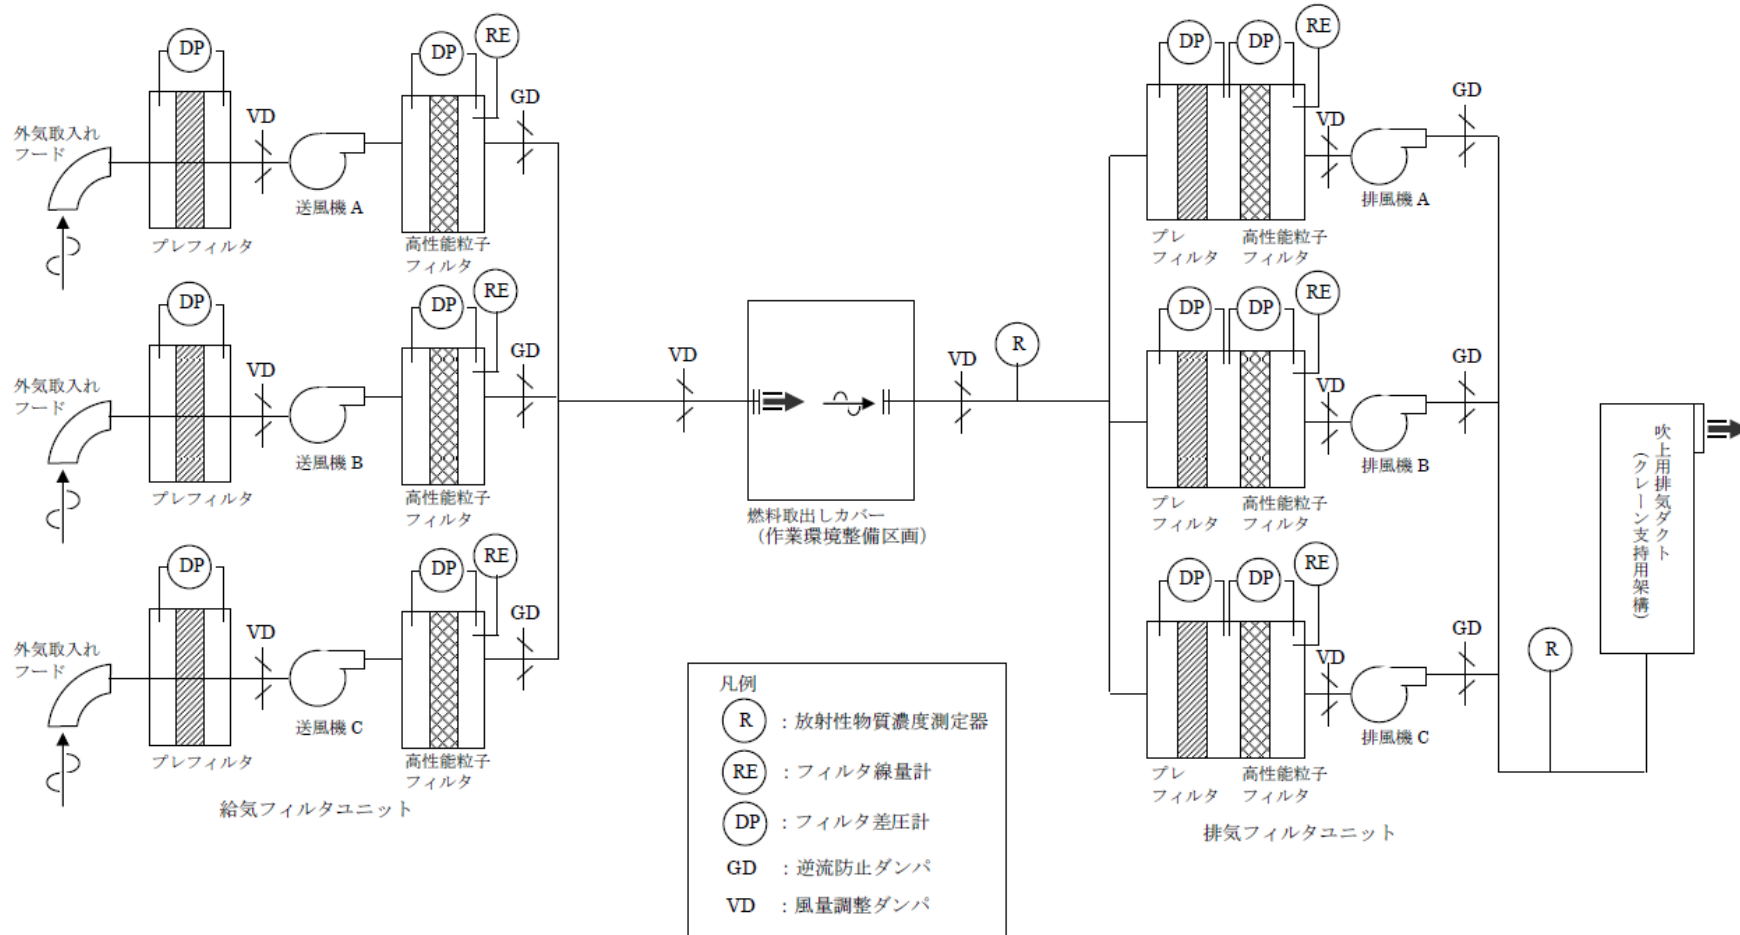 DP
DP
RE
VD
GD
外気取入れ
フード
送風機 A
プレフィルタ
高性能粒子
フィルタ
DP
DP
RE
VD
GD
外気取入れ
フード
送風機 B
プレフィルタ
高性能粒子
フィルタ
DP
DP
RE
VD
GD
外気取入れ
フード
送風機 C
プレフィルタ
高性能粒子
フィルタ
給気フィルタユニット
VD
燃料取出しカバー
（作業環境整備区画）
VD
R
DP
DP
RE
VD
GD
排風機 A
プレ
フィルタ
高性能粒子
フィルタ
DP
DP
RE
VD
GD
排風機 B
プレ
フィルタ
高性能粒子
フィルタ
DP
DP
RE
VD
GD
排風機 C
プレ
フィルタ
高性能粒子
フィルタ
排気フィルタユニット
R
吹上用排気ダクト
（クレーン支持用架構）
凡例
R ：放射性物質濃度測定器
RE ：フィルタ線量計
DP ：フィルタ差圧計
GD ：逆流防止ダンパ
VD ：風量調整ダンパ